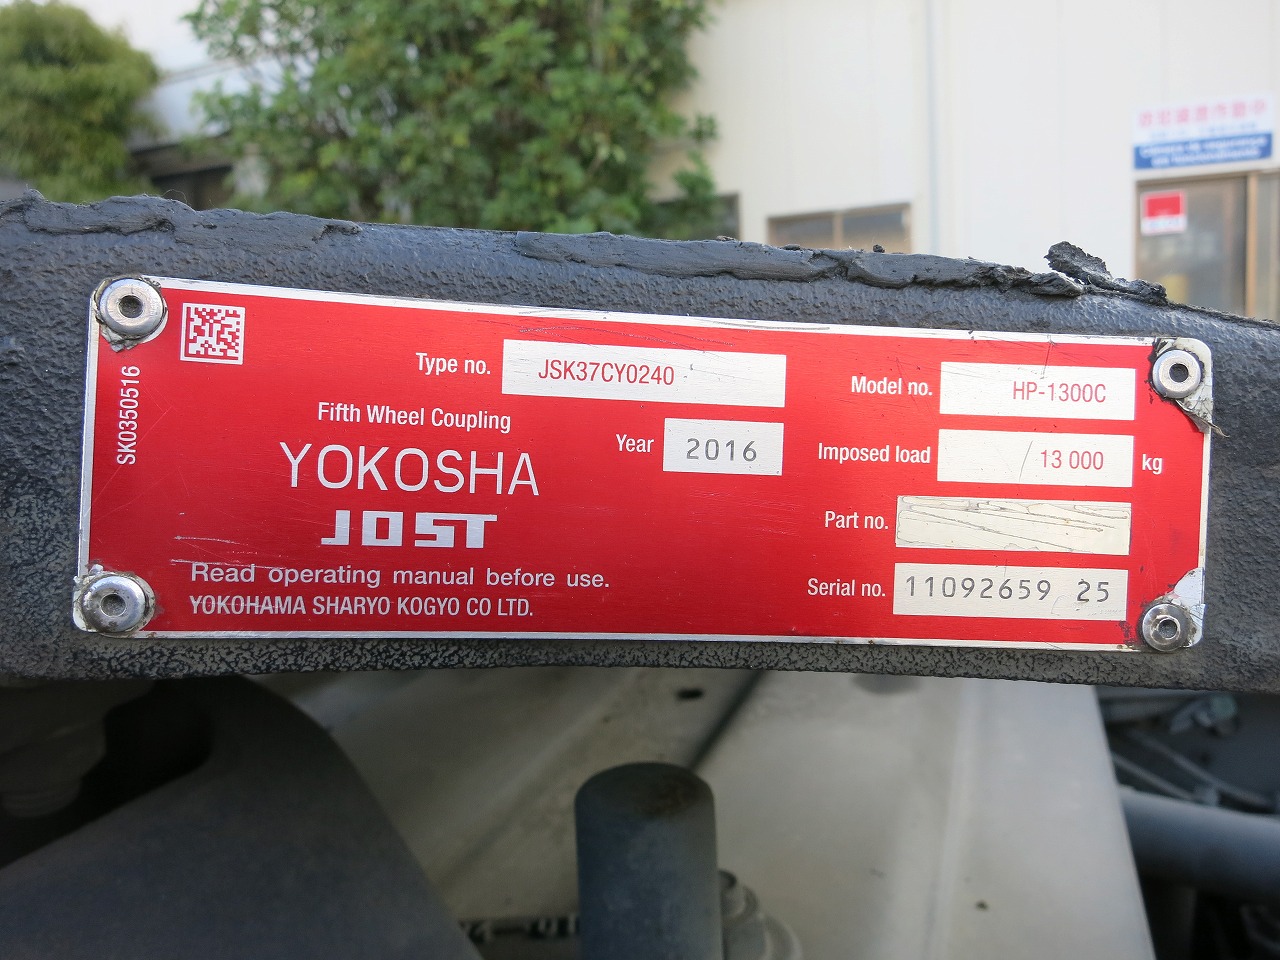 SK0350516
Type no. JSK37CY0240
Fifth Wheel Coupling
YOKOSHA
JOST
Year 2016
Read operating manual before use.
YOKOHAMA SHARYO KOGYO CO LTD.
Model no. HP-1300C
Imposed load / 13 000 kg
Part no.
Serial no. 11092659 25